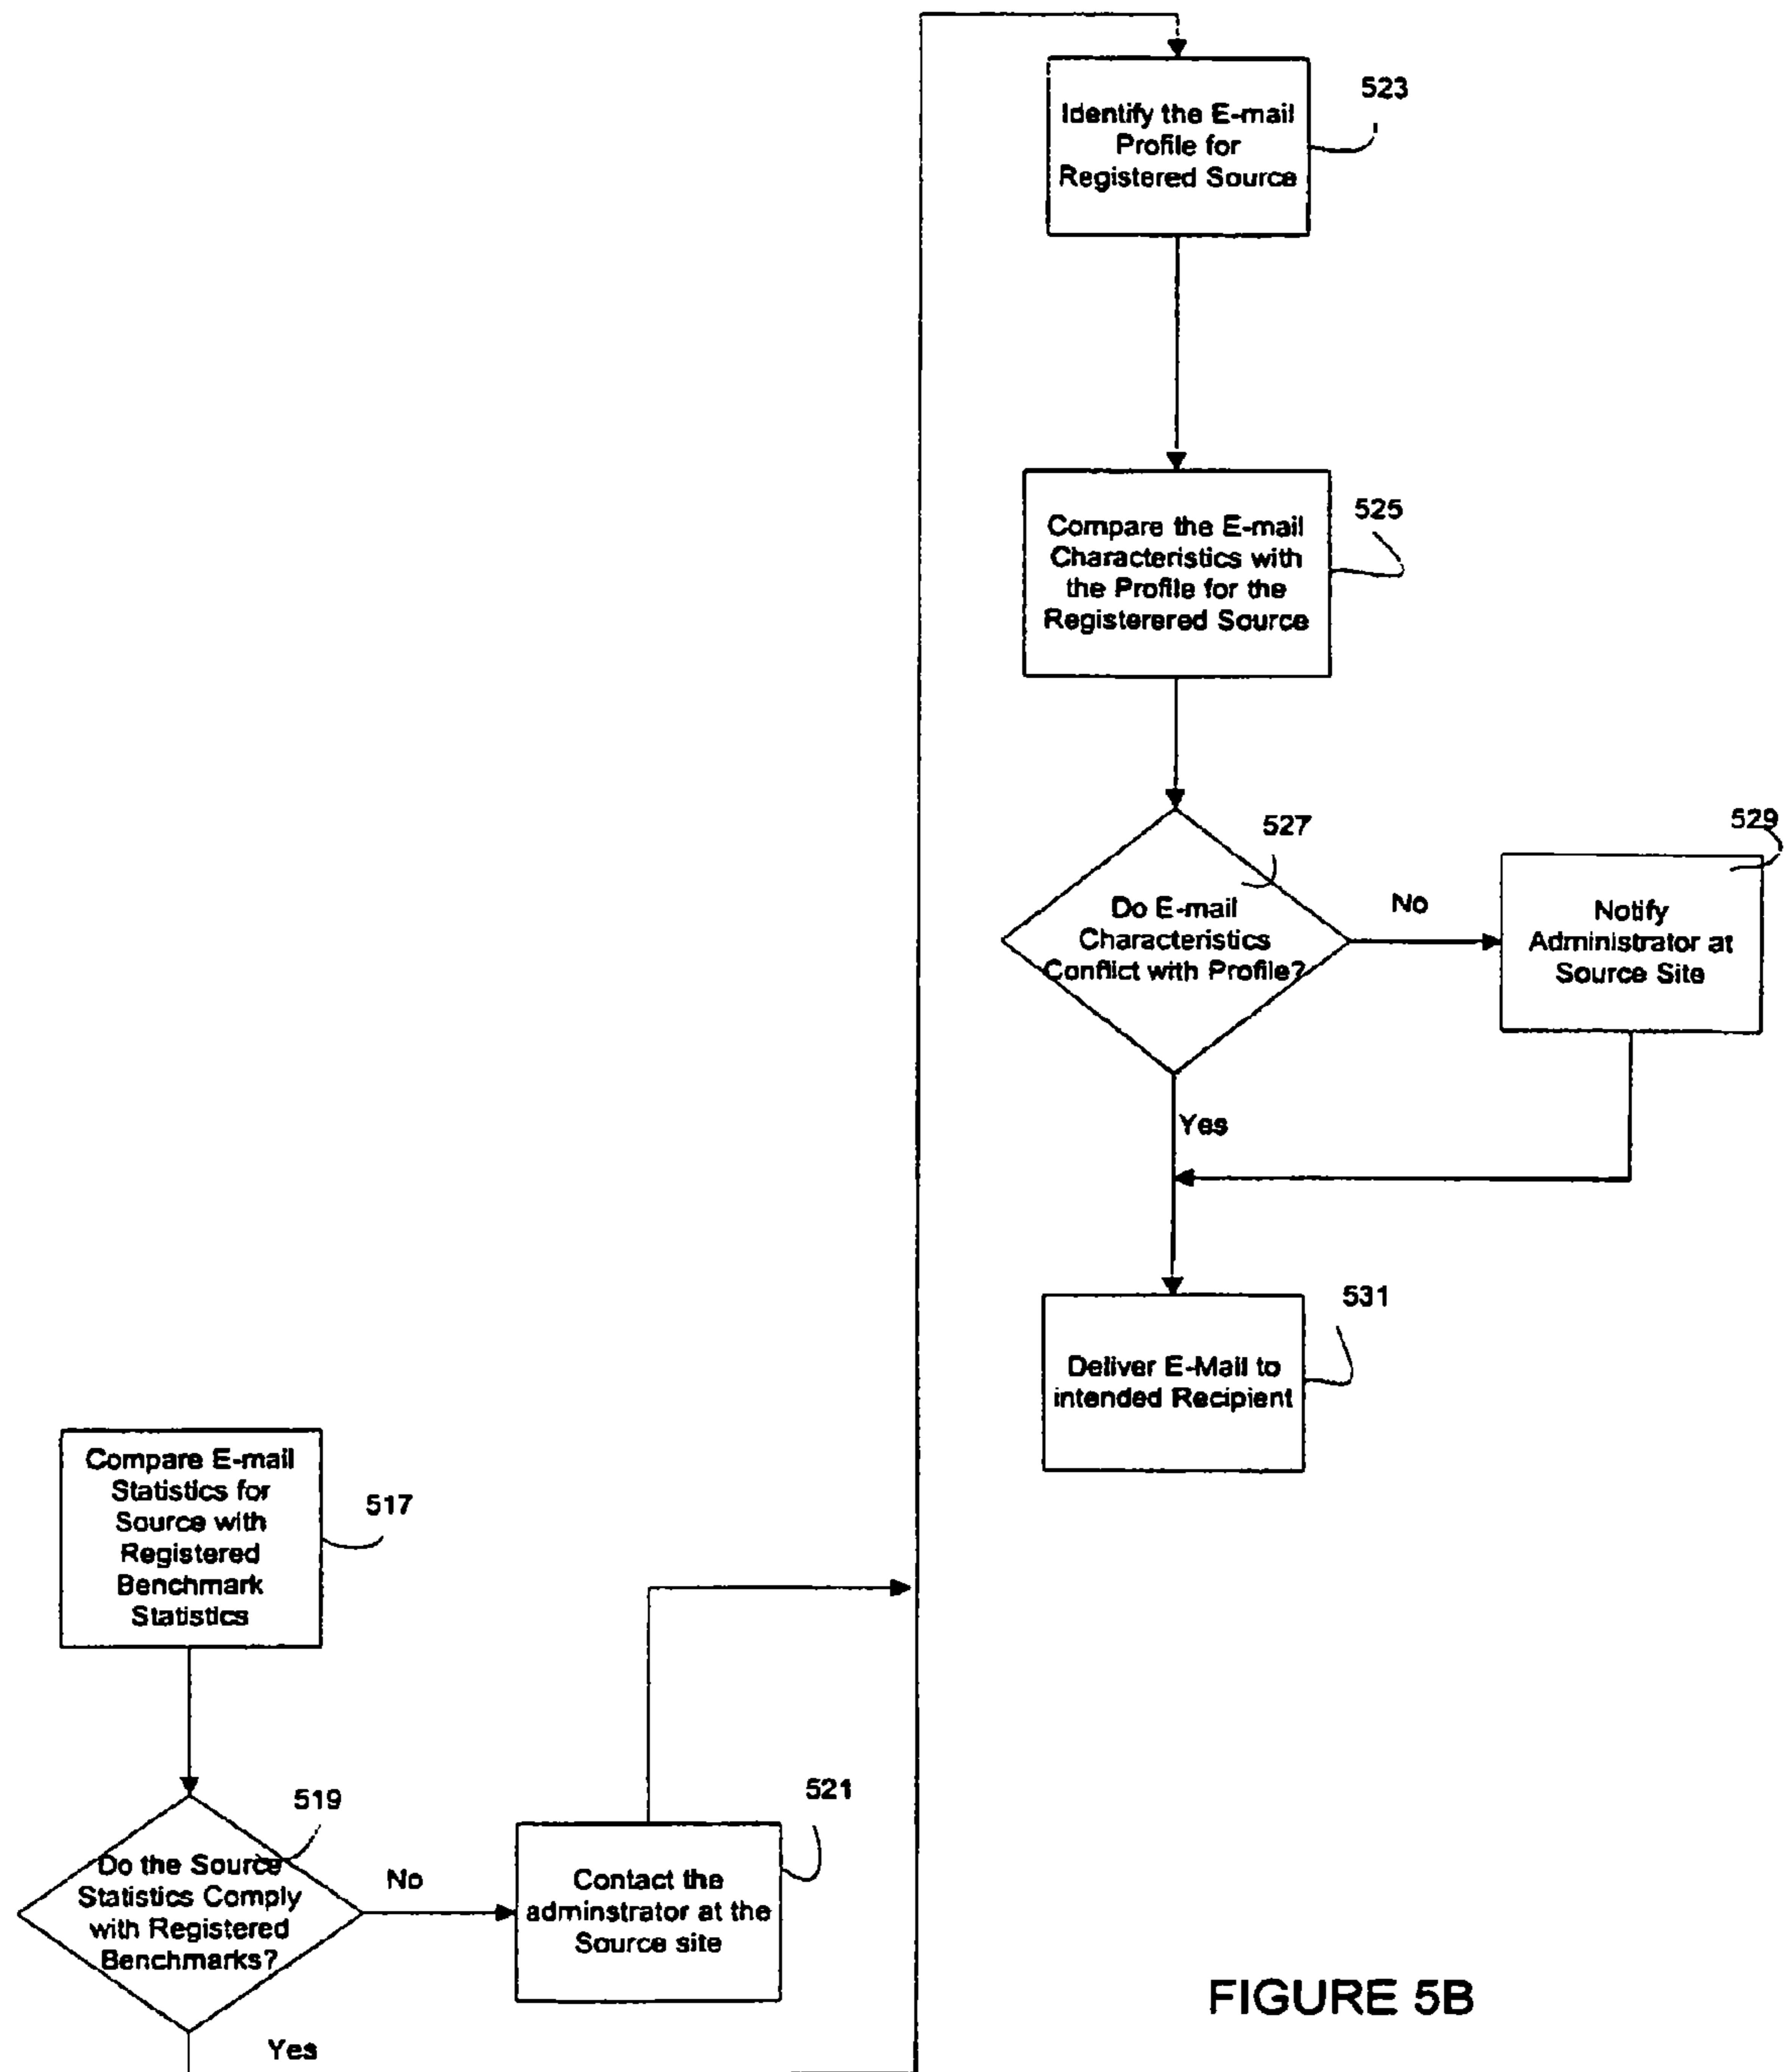 Compare E-mail
Statistics for
Source with
Registered
Benchmark
Statistics
517
519
Do the Source
Statistics Comply
with Registered
Benchmarks?
No
Yes
521
Contact the
adminstrator at the
Source site
523
Identify the E-mail
Profile for
Registered Source
525
Compare the E-mail
Characteristics with
the Profile for the
Registerered Source
527
Do E-mail
Characteristics
Conflict with Profile?
No
Yes
529
Notify
Administrator at
Source Site
531
Deliver E-Mail to
intended Recipient
FIGURE 5B